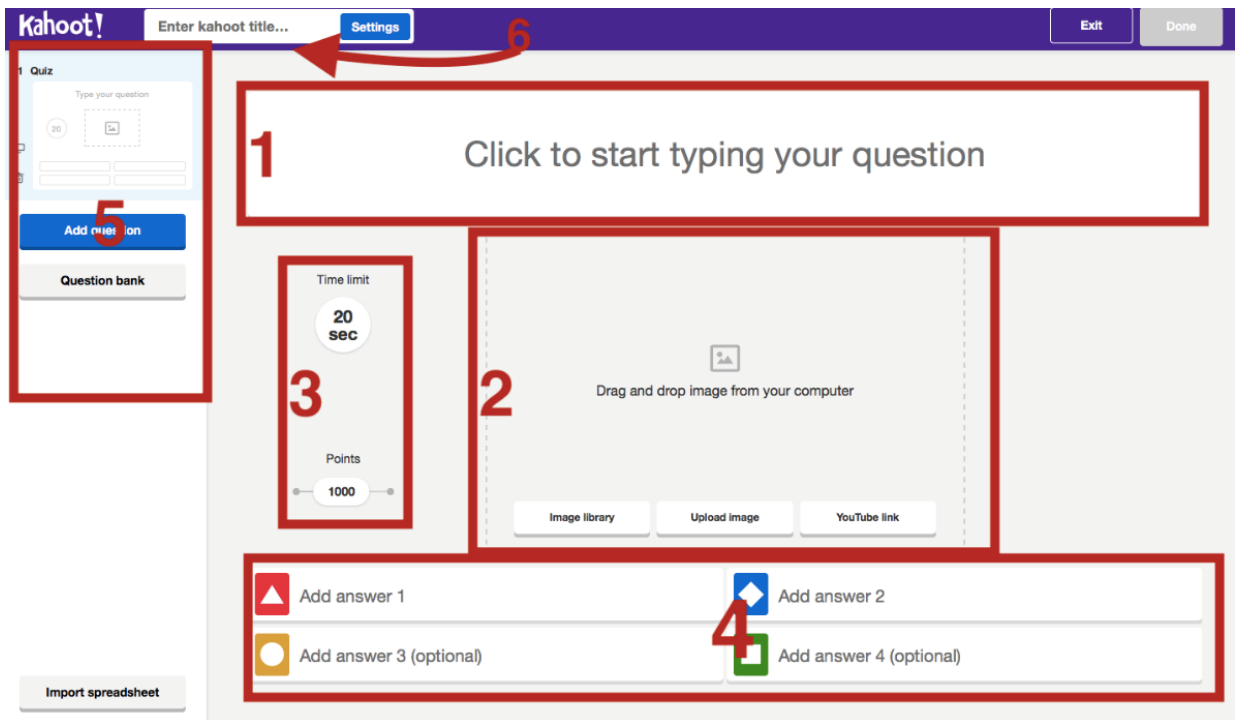 Kahoot!
Enter kahoot title...
Settings
6
Exit
Done
1 Quiz
Type your question
20
5
Add question
Question bank
1
Click to start typing your question
Time limit
20
sec
3
Points
1000
2
Drag and drop image from your computer
Image library
Upload image
YouTube link
Add answer 1
Add answer 2
4
Add answer 3 (optional)
Add answer 4 (optional)
Import spreadsheet